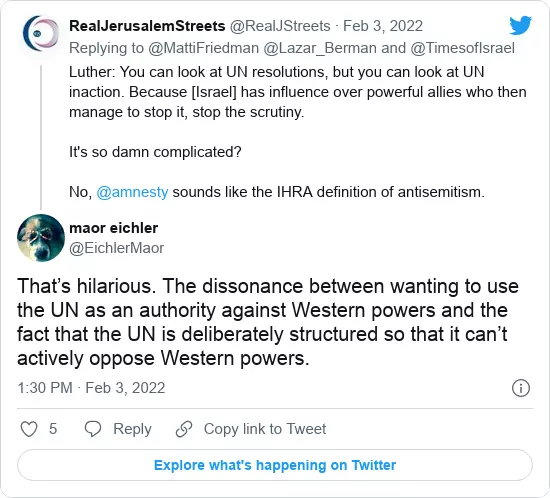 RealJerusalemStreets @RealJStreets · Feb 3, 2022
Replying to @MattiFriedman @Lazar_Berman and @TimesofIsrael
Luther: You can look at UN resolutions, but you can look at UN
inaction. Because [Israel] has influence over powerful allies who then
manage to stop it, stop the scrutiny.
It's so damn complicated?
No, @amnesty sounds like the IHRA definition of antisemitism.
maor eichler
@EichlerMaor
That’s hilarious. The dissonance between wanting to use
the UN as an authority against Western powers and the
fact that the UN is deliberately structured so that it can’t
actively oppose Western powers.
1:30 PM · Feb 3, 2022
5 Reply Copy link to Tweet
Explore what's happening on Twitter